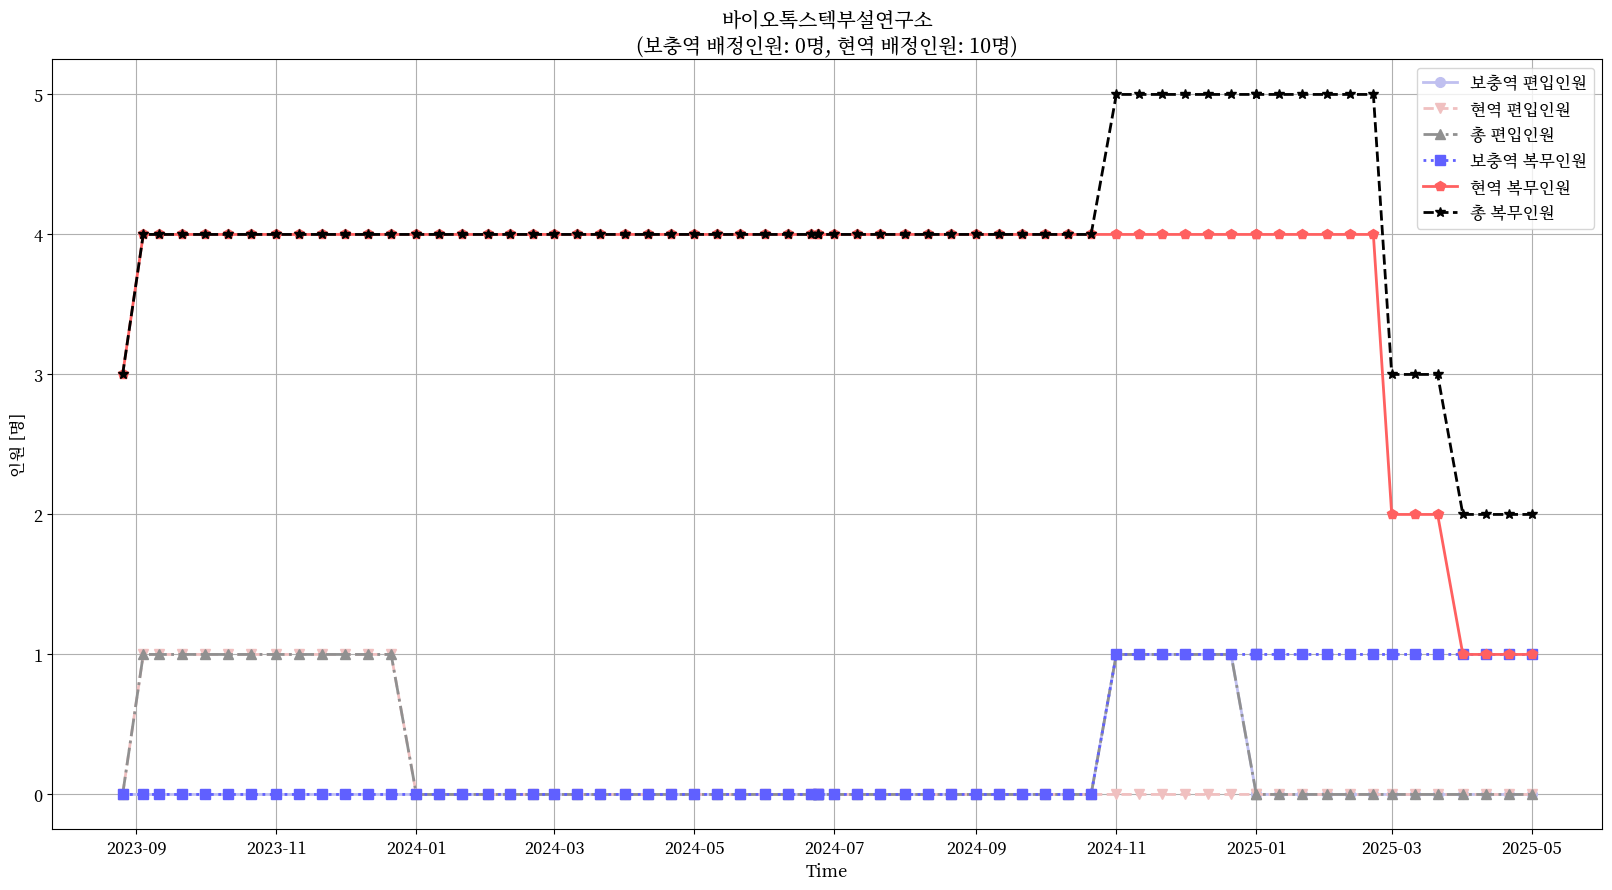 바이오톡스텍부설연구소
(보충역 배정인원: 0명, 현역 배정인원: 10명)
보충역 편입인원
현역 편입인원
총 편입인원
보충역 복무인원
현역 복무인원
총 복무인원
인원 [명]
5
4
3
2
1
0
2023-09 2023-11 2024-01 2024-03 2024-05 2024-07 2024-09 2024-11 2025-01 2025-03 2025-05
Time